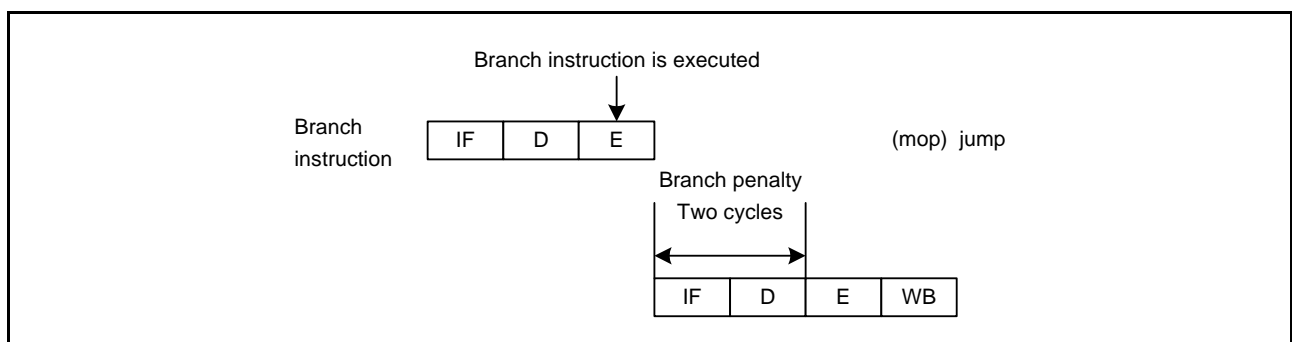 Branch instruction is executed
Branch
instruction
IF D E
(mop) jump
Branch penalty
Two cycles
IF D E WB